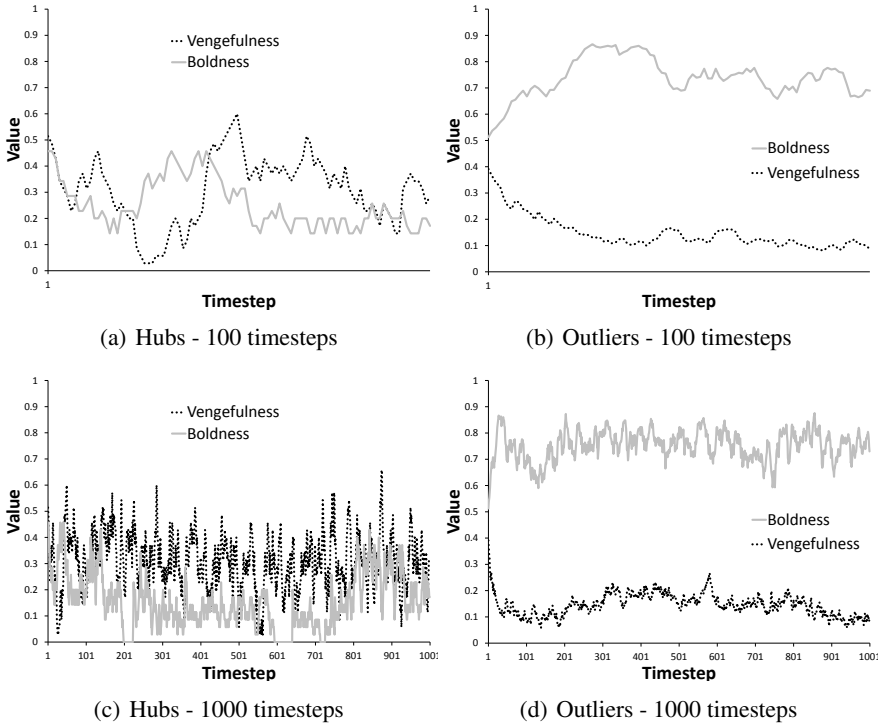 1
0.9
0.8
0.7
0.6
0.5
0.4
0.3
0.2
0.1
0
Value
Vengefulness
Boldness
1
Timestep
(a) Hubs - 100 timesteps
1
0.9
0.8
0.7
0.6
0.5
0.4
0.3
0.2
0.1
0
Value
Boldness
Vengefulness
1
Timestep
(b) Outliers - 100 timesteps
1
0.9
0.8
0.7
0.6
0.5
0.4
0.3
0.2
0.1
0
Value
Vengefulness
Boldness
1 101 201 301 401 501 601 701 801 901 1001
Timestep
(c) Hubs - 1000 timesteps
1
0.9
0.8
0.7
0.6
0.5
0.4
0.3
0.2
0.1
0
Value
Boldness
Vengefulness
1 101 201 301 401 501 601 701 801 901 1001
Timestep
(d) Outliers - 1000 timesteps